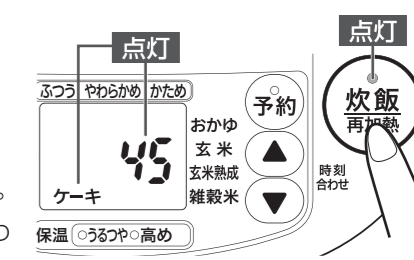 点灯
点灯
ふつう やわらかめ かため
予約
炊飯
再加熱
おかゆ
45
玄米
玄米熟成
時刻
合わせ
ケーキ
雑穀米
保温 うるつや 高め